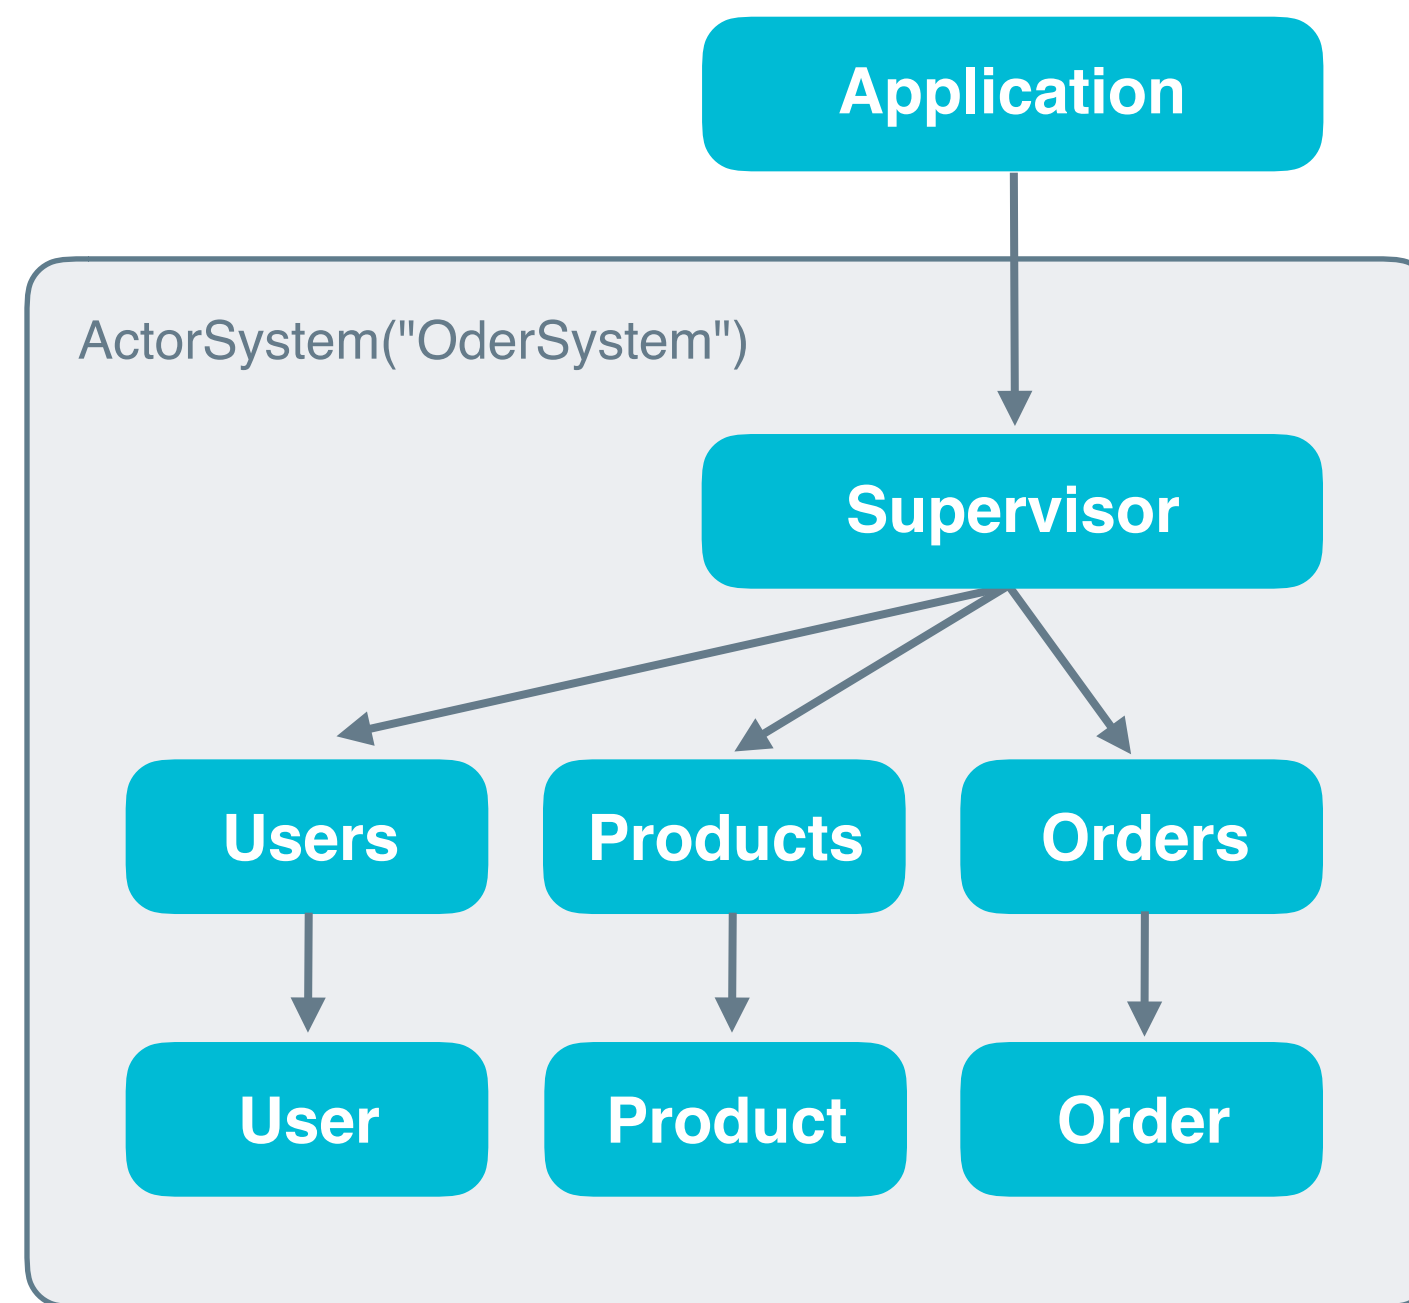 Application
ActorSystem("OderSystem")
Supervisor
Users Products Orders
User Product Order